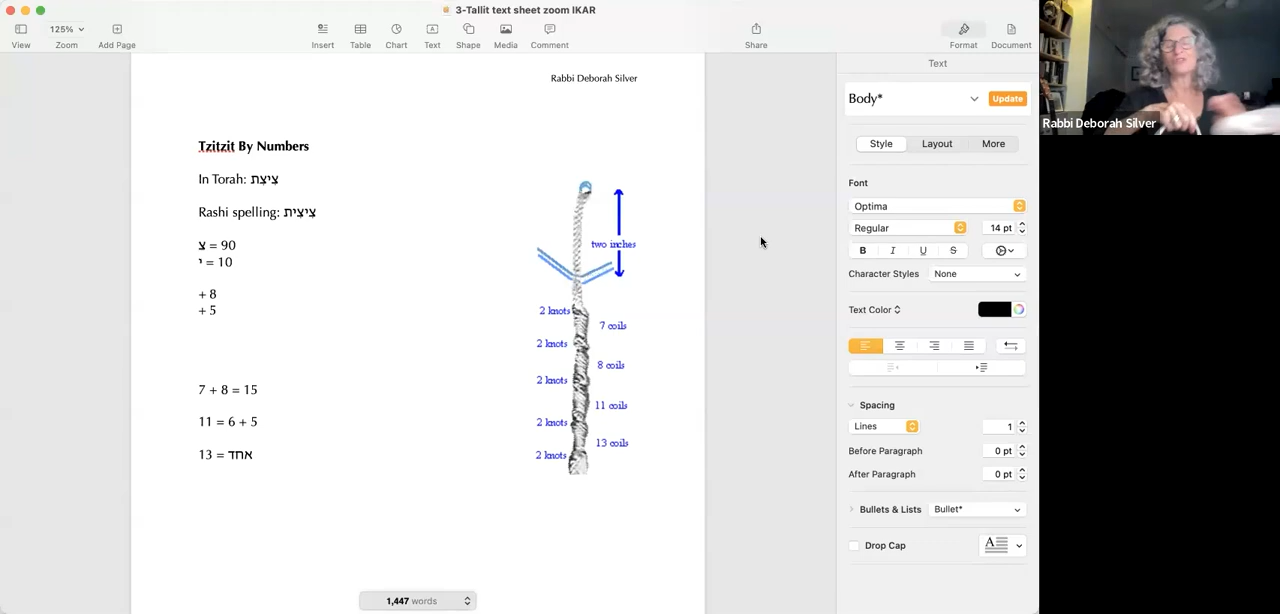 3-Tallit text sheet zoom IKAR
125%
View
Zoom
Add Page
Insert
Table
Chart
Text
Shape
Media
Comment
Share
Format
Document
Rabbi Deborah Silver
Tzitzit By Numbers
In Torah: צִיצִת
Rashi spelling: צִיצִית
צ = 90
י = 10
+ 8
+ 5
7 + 8 = 15
11 = 6 + 5
13 = אחד
two inches
2 knots
7 coils
2 knots
8 coils
2 knots
11 coils
2 knots
13 coils
2 knots
1,447 words
Text
Body*
Update
Style
Layout
More
Font
Optima
Regular
14 pt
B I U S
Character Styles
None
Text Color
Spacing
Lines
1
Before Paragraph
0 pt
After Paragraph
0 pt
Bullets & Lists
Bullet*
Drop Cap
A
Rabbi Deborah Silver